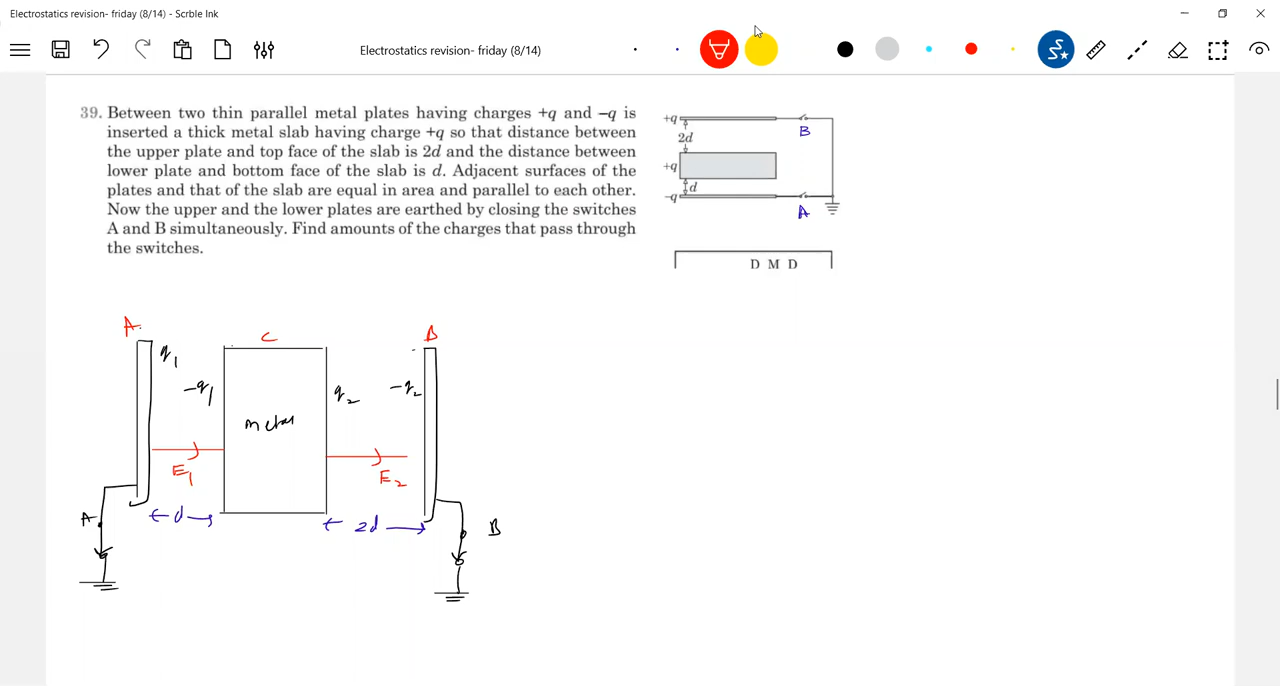 Electrostatics revision- friday (8/14) - Scrble Ink
Electrostatics revision- friday (8/14)
39. Between two thin parallel metal plates having charges +q and –q is
inserted a thick metal slab having charge +q so that distance between
the upper plate and top face of the slab is 2d and the distance between
lower plate and bottom face of the slab is d. Adjacent surfaces of the
plates and that of the slab are equal in area and parallel to each other.
Now the upper and the lower plates are earthed by closing the switches
A and B simultaneously. Find amounts of the charges that pass through
the switches.
+q
B
2d
+q
d
-q
A
D M D
A
C
B
q1
-q1
q2
-q2
metal
E1
E2
A
d
2d
B